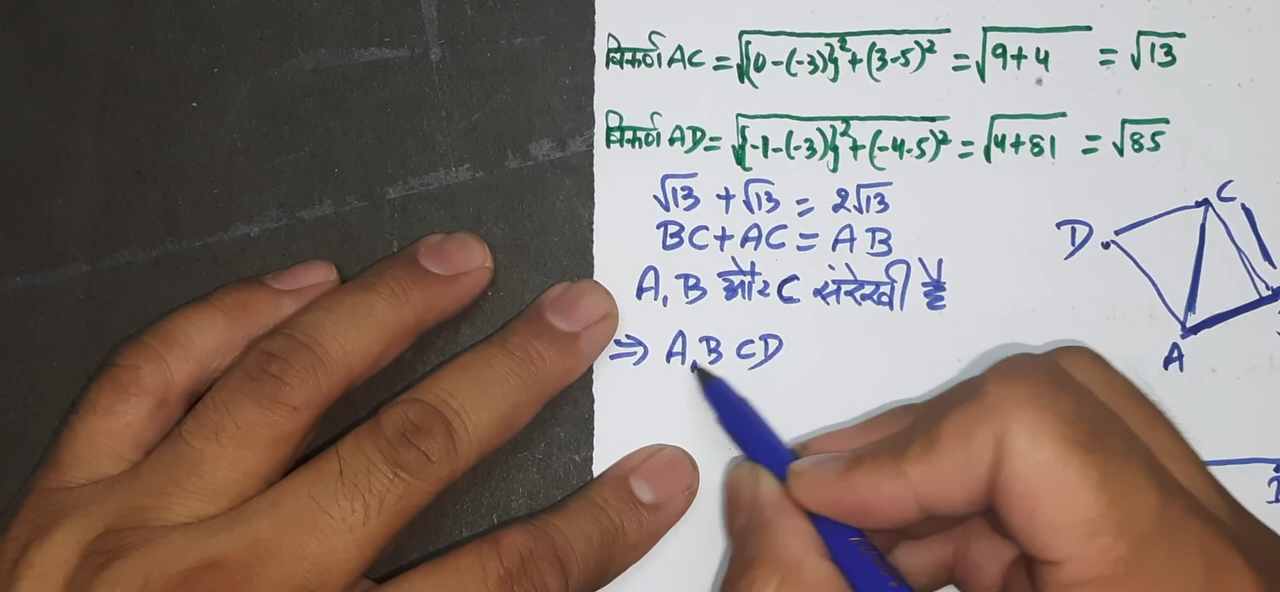 विकर्ण AC = √{0-(-3)}²+(3-5)² = √9+4 = √13
विकर्ण AD = √{-1-(-3)}²+(-4-5)² = √4+81 = √85
√13 + √13 = 2√13
BC + AC = AB
A, B और C संरेखी हैं
⇒ A, B CD
C
D
A